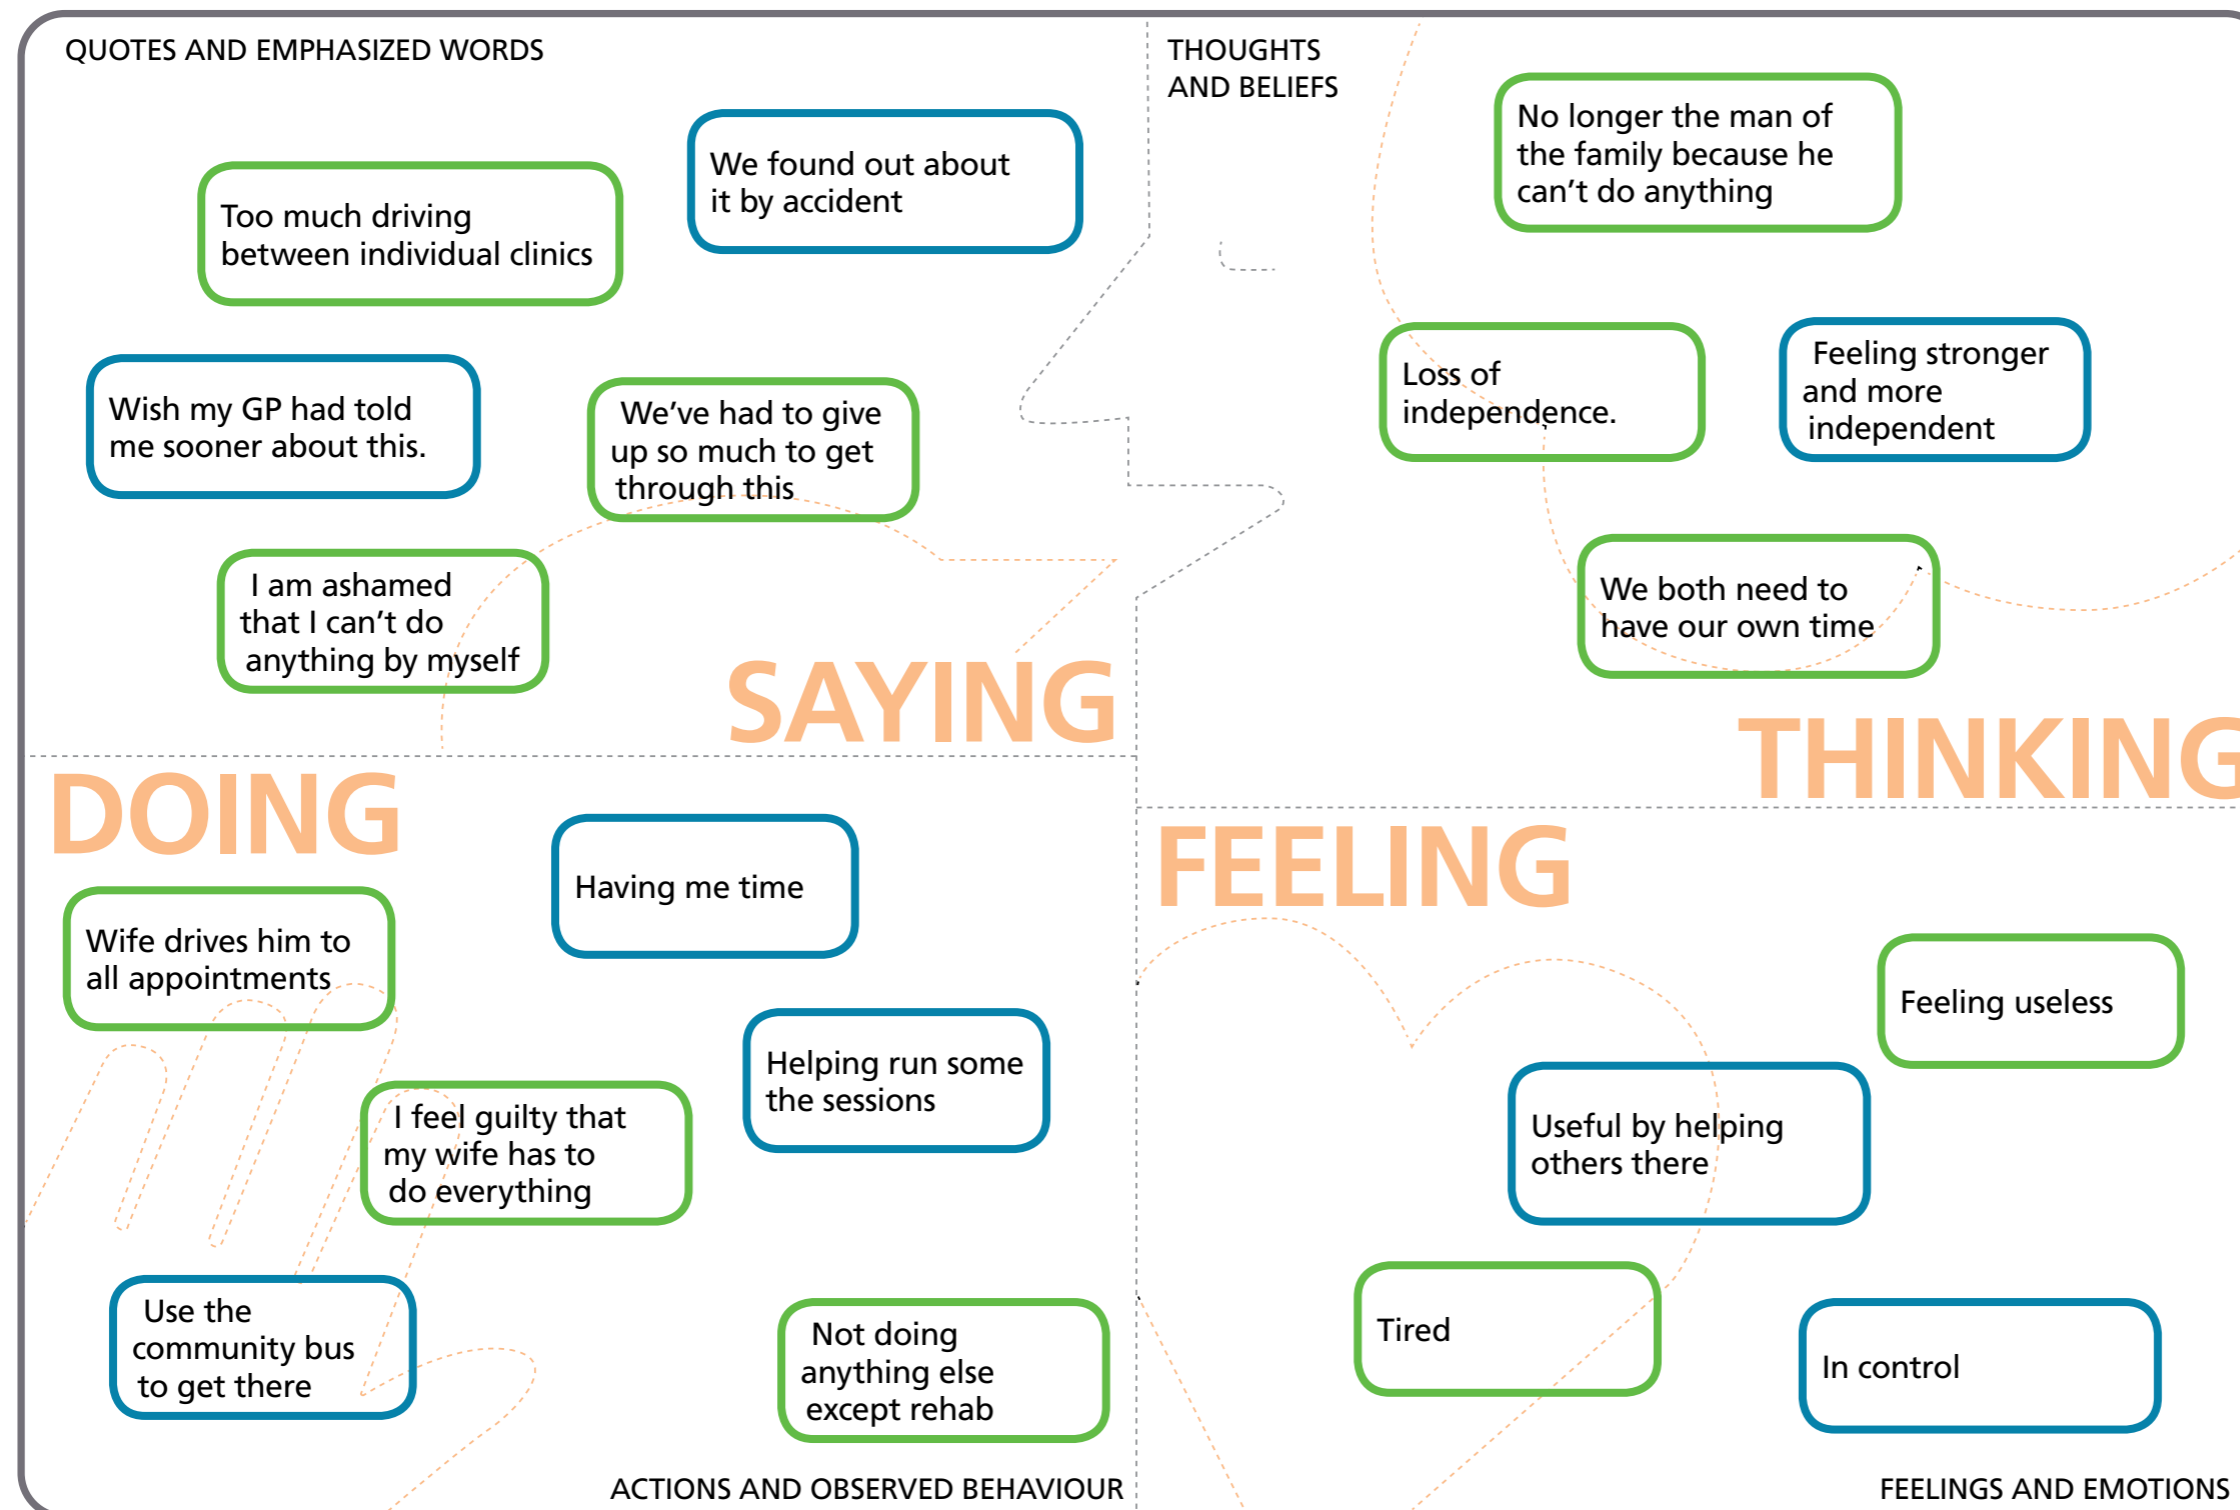 QUOTES AND EMPHASIZED WORDS
We found out about
it by accident
Too much driving
between individual clinics
Wish my GP had told
me sooner about this.
We've had to give
up so much to get
through this
I am ashamed
that I can't do
anything by myself
SAYING
THOUGHTS
AND BELIEFS
No longer the man of
the family because he
can't do anything
Loss of
independence.
Feeling stronger
and more
independent
We both need to
have our own time
THINKING
DOING
Having me time
Wife drives him to
all appointments
Helping run some
the sessions
I feel guilty that
my wife has to
do everything
Use the
community bus
to get there
Not doing
anything else
except rehab
ACTIONS AND OBSERVED BEHAVIOUR
FEELING
Feeling useless
Useful by helping
others there
Tired
In control
FEELINGS AND EMOTIONS